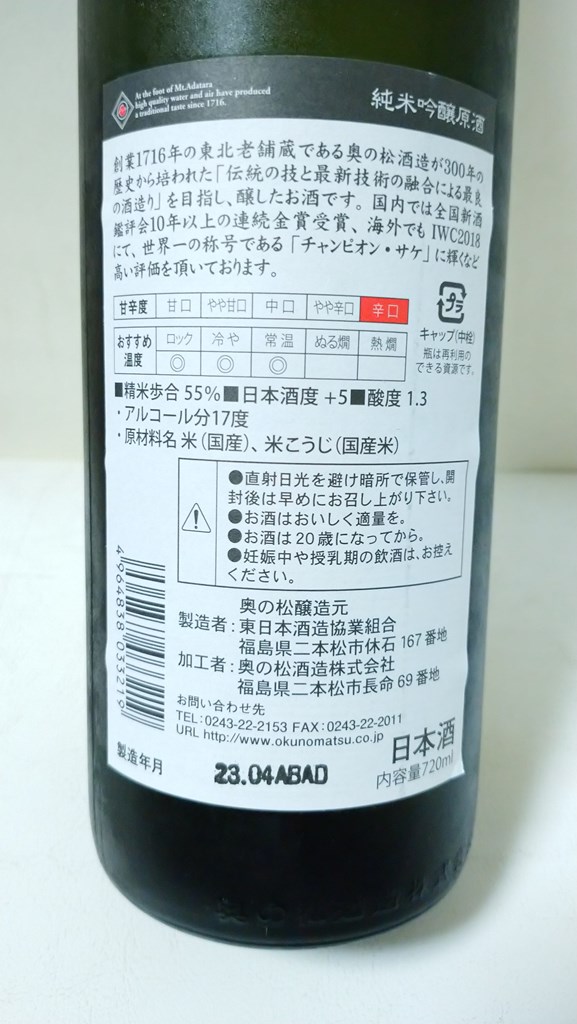 At the foot of Mt.Adatara
high quality water and air have produced
a traditional taste since 1716.
純米吟醸原酒
創業1716年の東北老舗蔵である奥の松酒造が300年の
歴史から培われた「伝統の技と最新技術の融合による最良
の酒造り」を目指し、醸したお酒です。国内では全国新酒
鑑評会10年以上の連続金賞受賞、海外でも IWC2018
にて、世界一の称号である「チャンピオン・サケ」に輝くなど
高い評価を頂いております。
甘辛度 甘口 やや甘口 中口 やや辛口 辛口
おすすめ温度 ロック 冷や 常温 ぬる燗 熱燗
◎ ◎ ◎
プラ
キャップ(中栓)
瓶は再利用の
できる資源です。
■精米歩合 55% ■日本酒度 +5 ■酸度 1.3
・アルコール分17度
・原材料名 米(国産)、米こうじ(国産米)
●直射日光を避け暗所で保管し、開
封後は早めにお召し上がり下さい。
●お酒はおいしく適量を。
●お酒は20歳になってから。
●妊娠中や授乳期の飲酒は、お控え
ください。
4964838033219
奥の松醸造元
製造者:東日本酒造協業組合
福島県二本松市休石 167 番地
加工者:奥の松酒造株式会社
福島県二本松市長命 69 番地
お問い合わせ先
TEL:0243-22-2153 FAX:0243-22-2011
URL http://www.okunomatsu.co.jp
製造年月 23.04ABAD
日本酒
内容量720ml